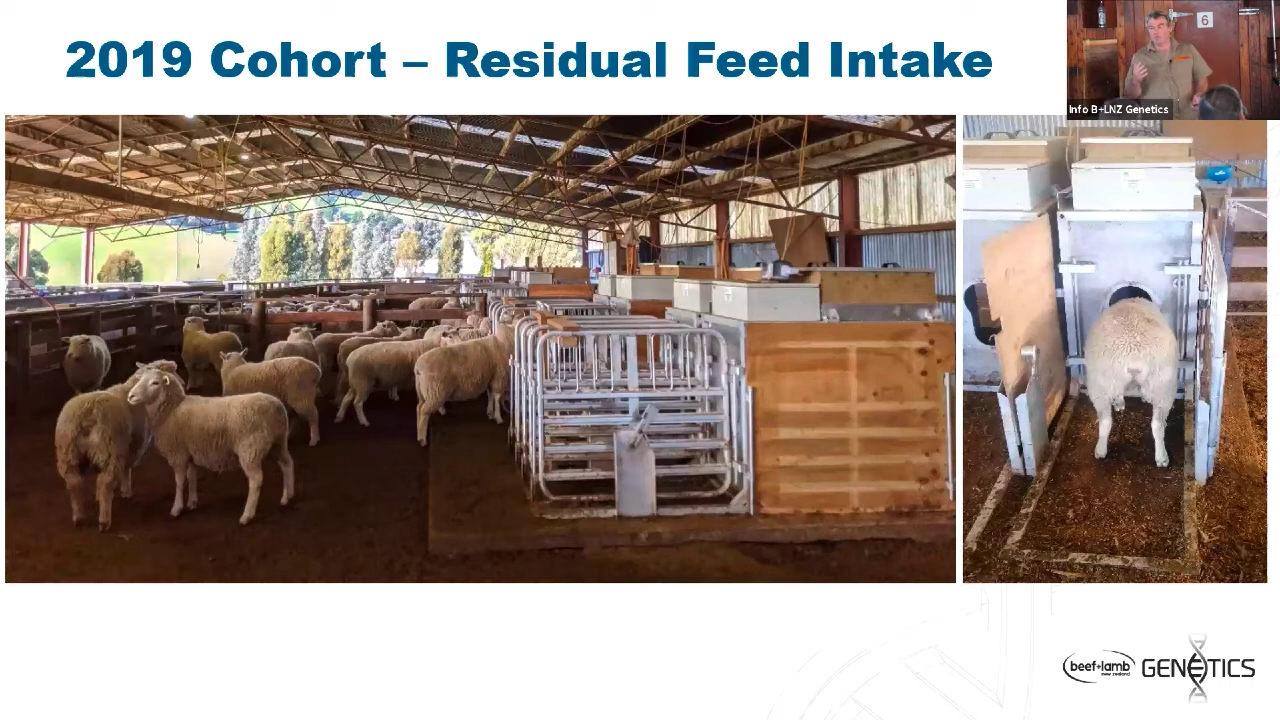 2019 Cohort – Residual Feed Intake
6
Info B+LNZ Genetics
beef+lamb
new zealand
GENETICS